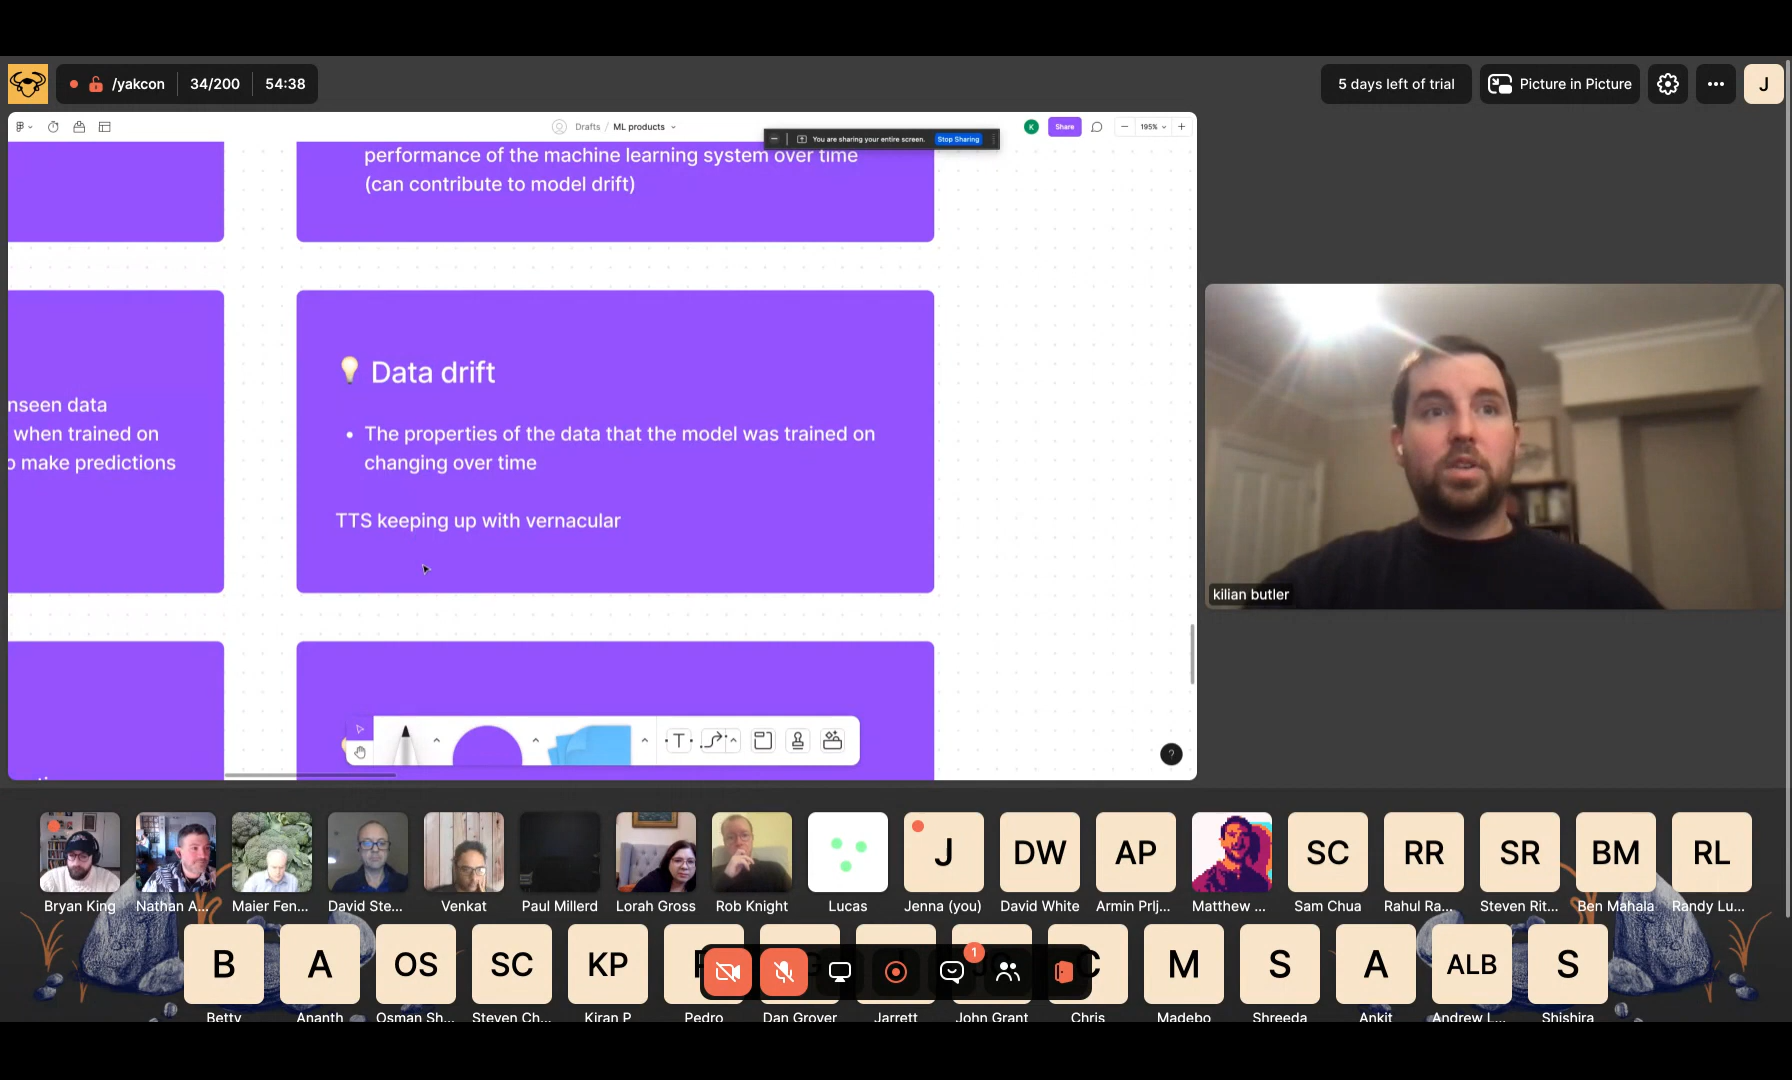 /yakcon
34/200
54:38
5 days left of trial
Picture in Picture
J
Drafts / ML products
You are sharing your entire screen.
Stop Sharing
K
Share
195%
performance of the machine learning system over time
(can contribute to model drift)
nseen data
when trained on
o make predictions
Data drift
• The properties of the data that the model was trained on
changing over time
TTS keeping up with vernacular
T
?
kilian butler
J
DW
AP
SC
RR
SR
BM
RL
Bryan King
Nathan A...
Maier Fen...
David Ste...
Venkat
Paul Millerd
Lorah Gross
Rob Knight
Lucas
Jenna (you)
David White
Armin Prlj...
Matthew ...
Sam Chua
Rahul Ra...
Steven Rit...
Ben Mahala
Randy Lu...
B
A
OS
SC
KP
1
C
M
S
A
ALB
S
Betty
Ananth
Osman Sh...
Steven Ch...
Kiran P
Pedro
Dan Grover
Jarrett
John Grant
Chris
Madebo
Shreeda
Ankit
Andrew L...
Shishira